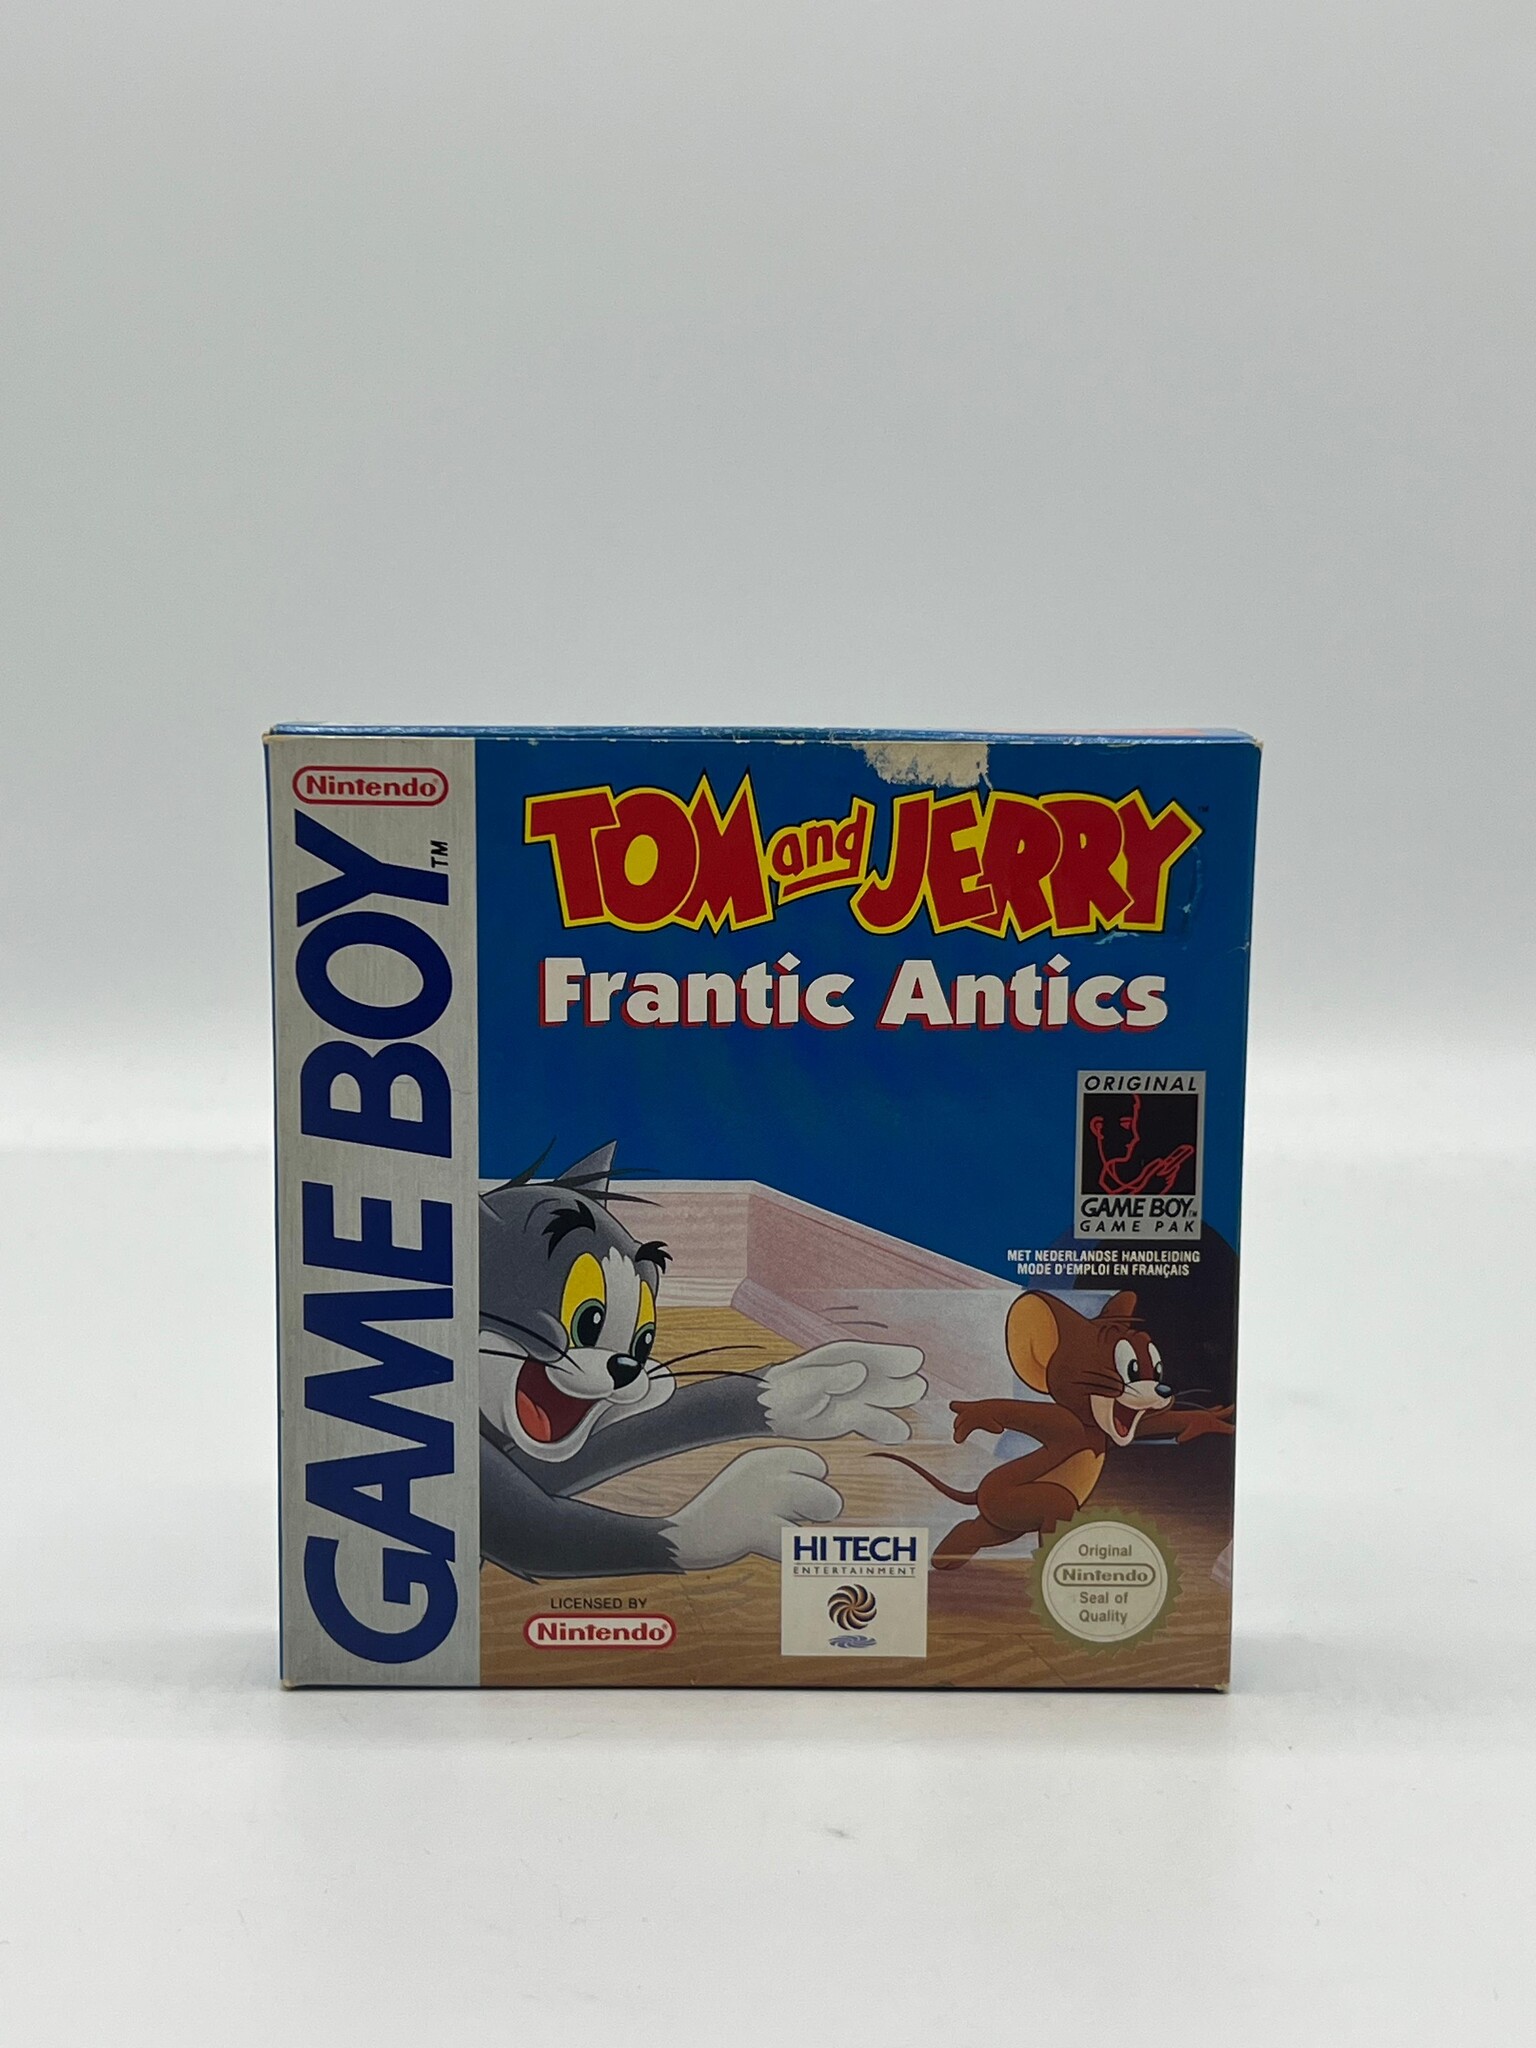 Nintendo
GAME BOY™
TOM and JERRY™
Frantic Antics
ORIGINAL
GAME BOY™
GAME PAK
MET NEDERLANDSE HANDLEIDING
MODE D'EMPLOI EN FRANÇAIS
HI TECH
ENTERTAINMENT
LICENSED BY
Nintendo®
Original
Nintendo
Seal of
Quality